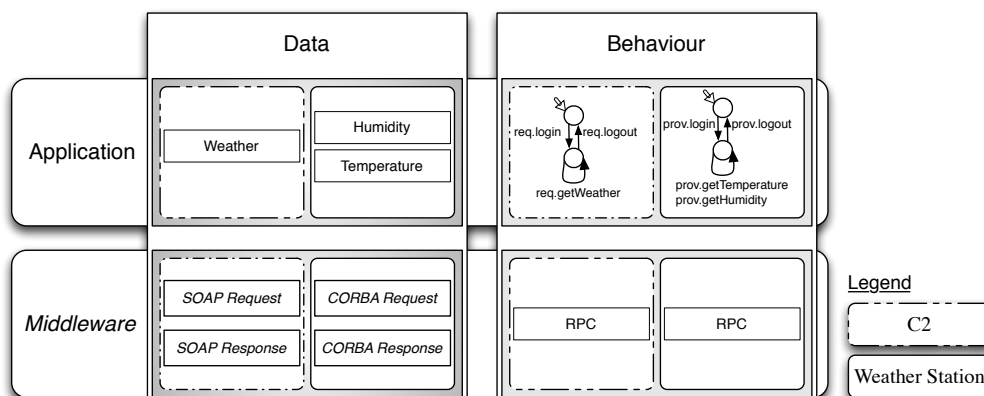 Data
Behaviour
Application
Weather
Humidity
Temperature
req.login
req.logout
req.getWeather
prov.login
prov.logout
prov.getTemperature
prov.getHumidity
Middleware
SOAP Request
SOAP Response
CORBA Request
CORBA Response
RPC
RPC
Legend
C2
Weather Station